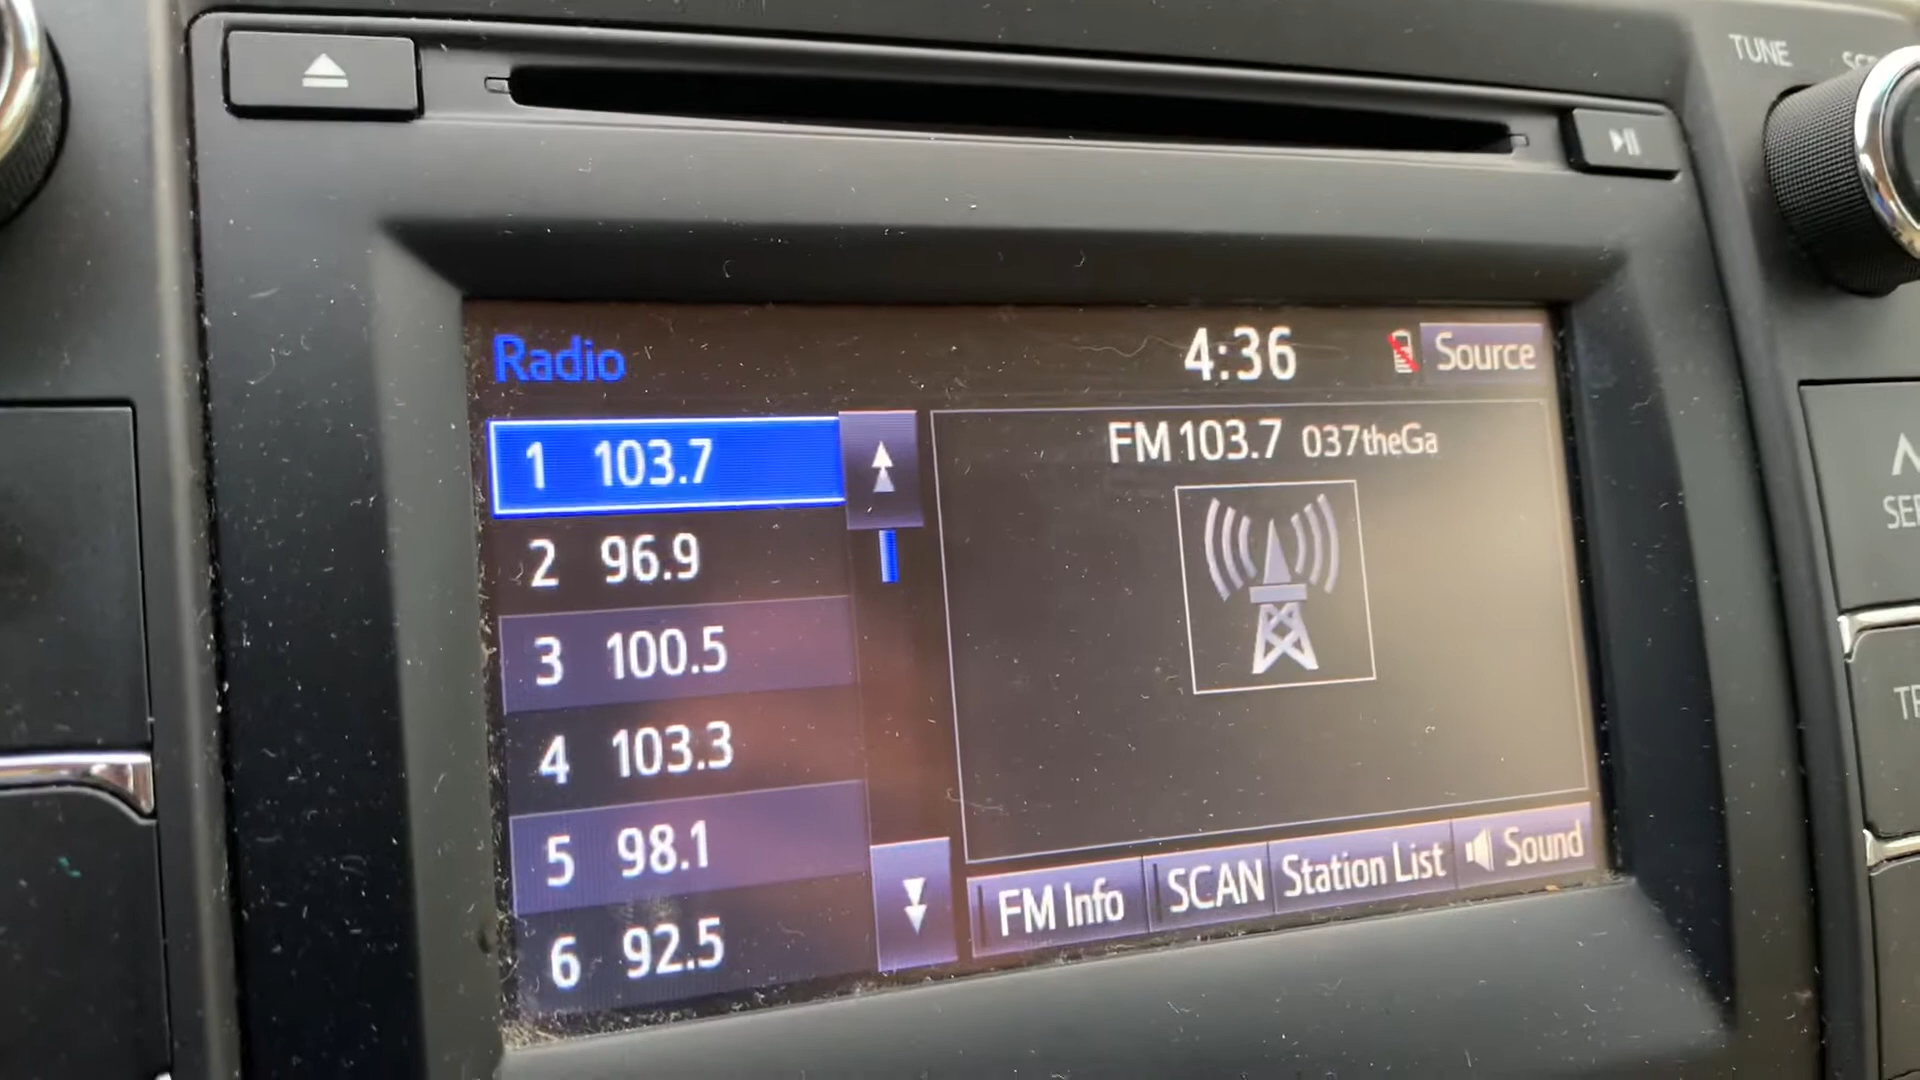 TUNE
Radio
4:36
Source
1 103.7
2 96.9
3 100.5
4 103.3
5 98.1
6 92.5
FM 103.7 037theGa
FM Info
SCAN
Station List
Sound